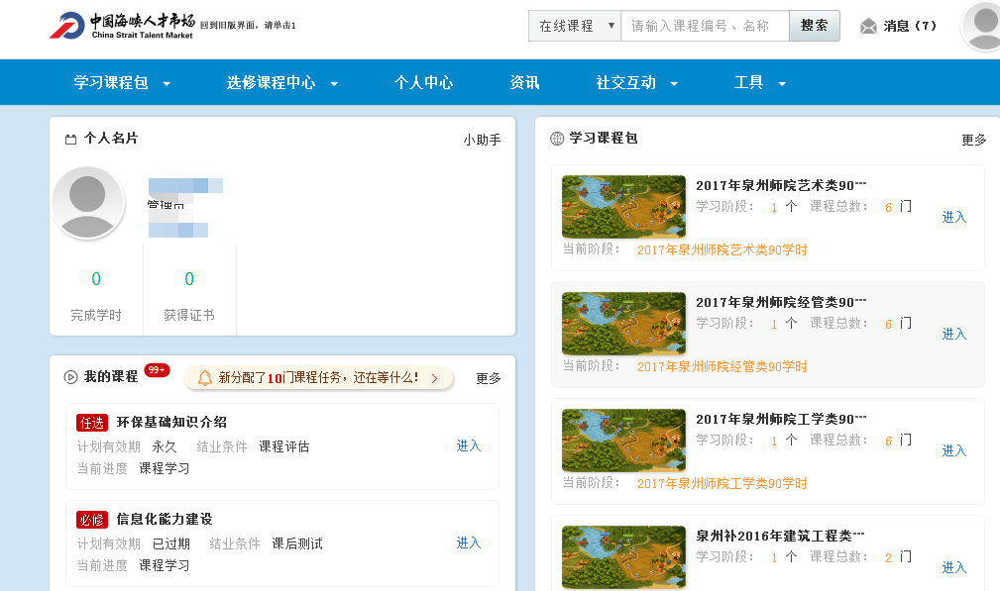 中国海峡人才市场
China Strait Talent Market
回到旧版界面，请单击1
在线课程
请输入课程编号、名称
搜索
消息（7）
学习课程包
选修课程中心
个人中心
资讯
社交互动
工具
个人名片
小助手
管理员
0
完成学时
0
获得证书
我的课程
99+
新分配了10门课程任务，还在等什么！
更多
任选 环保基础知识介绍
计划有效期 永久 结业条件 课程评估
进入
当前进度 课程学习
必修 信息化能力建设
计划有效期 已过期 结业条件 课后测试
进入
当前进度 课程学习
学习课程包
更多
2017年泉州师院艺术类90…
学习阶段： 1 个 课程总数： 6 门
进入
当前阶段： 2017年泉州师院艺术类90学时
2017年泉州师院经管类90…
学习阶段： 1 个 课程总数： 6 门
进入
当前阶段： 2017年泉州师院经管类90学时
2017年泉州师院工学类90…
学习阶段： 1 个 课程总数： 6 门
进入
当前阶段： 2017年泉州师院工学类90学时
泉州补2016年建筑工程类…
学习阶段： 1 个 课程总数： 2 门
进入